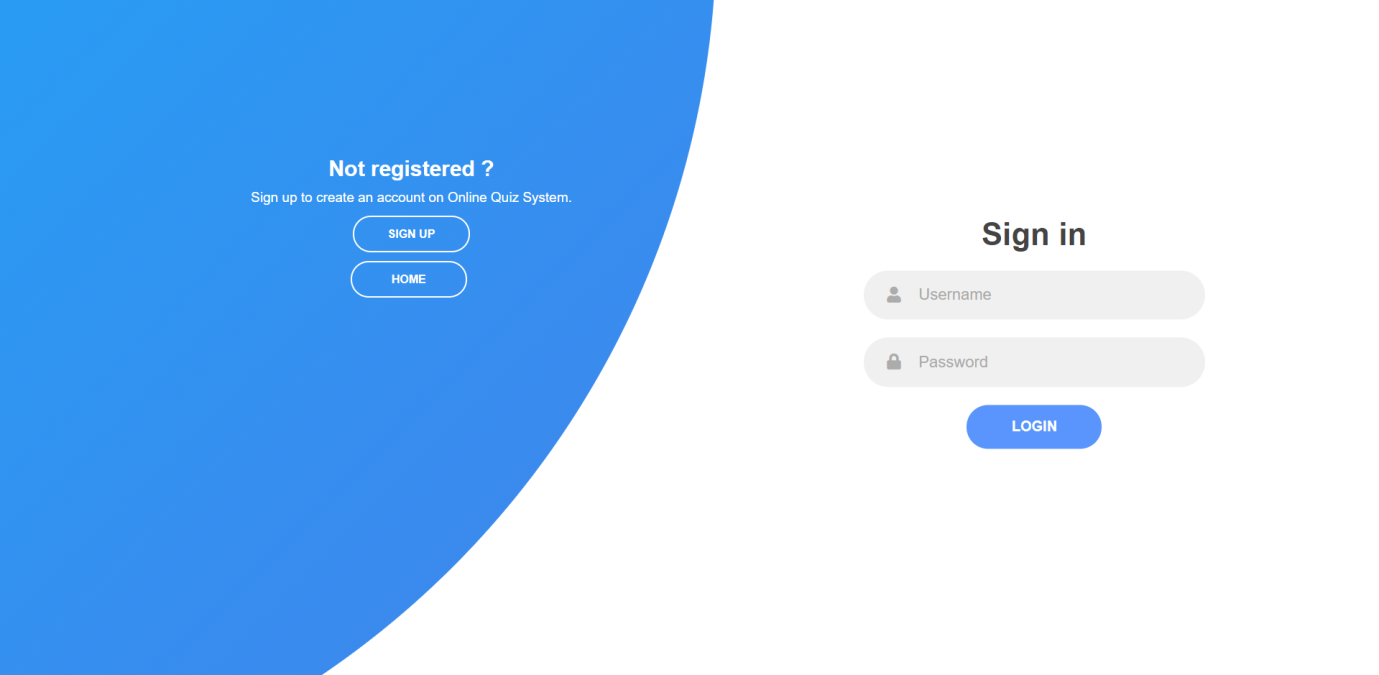 Not registered ?
Sign up to create an account on Online Quiz System.
SIGN UP
HOME
Sign in
Username
Password
LOGIN